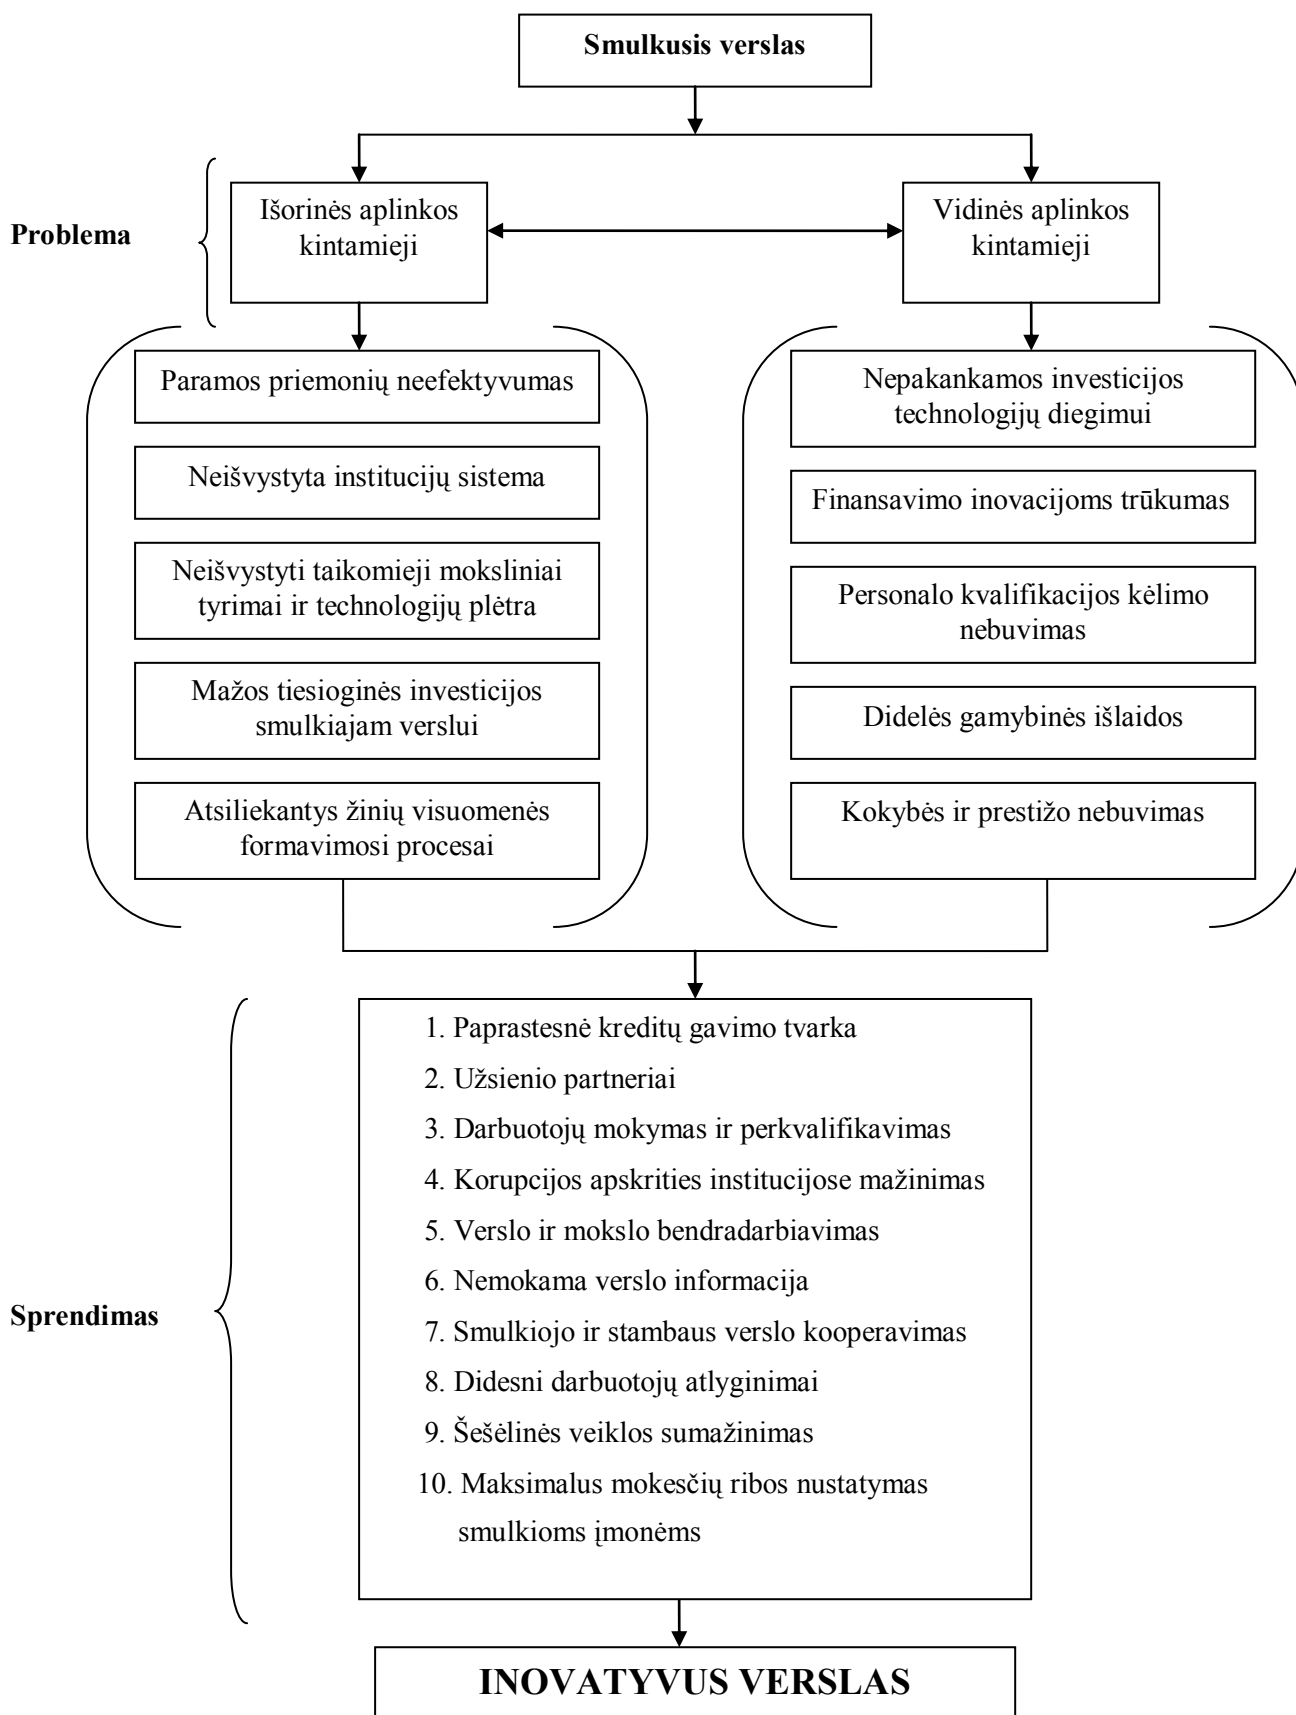 Smulkusis verslas
Problema
Išorinės aplinkos
kintamieji
Vidinės aplinkos
kintamieji
Paramos priemonių neefektyvumas
Neišvystyta institucijų sistema
Neišvystyti taikomieji moksliniai
tyrimai ir technologijų plėtra
Mažos tiesioginės investicijos
smulkiajam verslui
Atsiliekantys žinių visuomenės
formavimosi procesai
Nepakankamos investicijos
technologijų diegimui
Finansavimo inovacijoms trūkumas
Personalo kvalifikacijos kėlimo
nebuvimas
Didelės gamybinės išlaidos
Kokybės ir prestižo nebuvimas
Sprendimas
1. Paprastesnė kreditų gavimo tvarka
2. Užsienio partneriai
3. Darbuotojų mokymas ir perkvalifikavimas
4. Korupcijos apskrities institucijose mažinimas
5. Verslo ir mokslo bendradarbiavimas
6. Nemokama verslo informacija
7. Smulkiojo ir stambaus verslo kooperavimas
8. Didesni darbuotojų atlyginimai
9. Šešėlinės veiklos sumažinimas
10. Maksimalus mokesčių ribos nustatymas
smulkioms įmonėms
INOVATYVUS VERSLAS